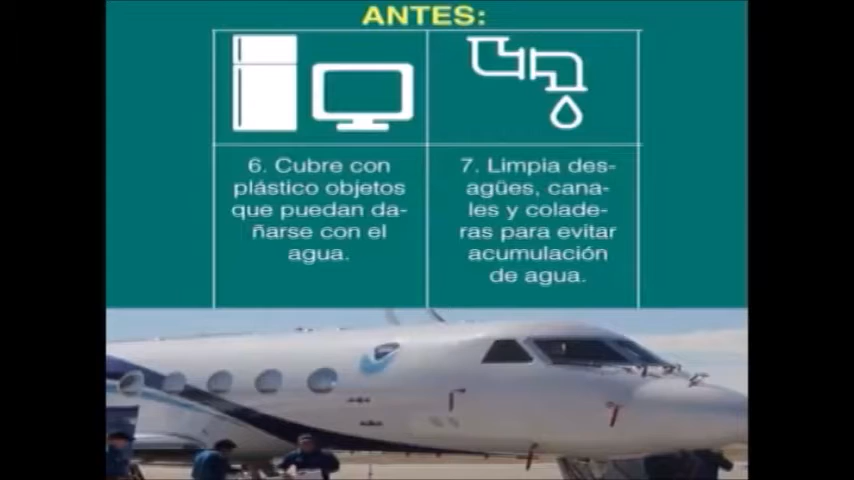 ANTES:
6. Cubre con
plástico objetos
que puedan da-
ñarse con el
agua.
7. Limpia des-
agües, cana-
les y colade-
ras para evitar
acumulación
de agua.